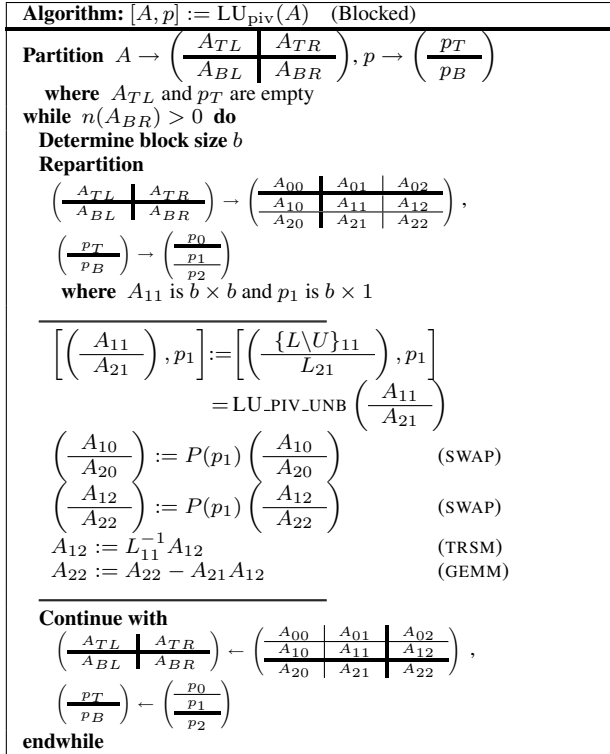 Algorithm: [A, p] := LU_piv(A) (Blocked)
Partition A → ( A_TL A_TR / A_BL A_BR ), p → ( p_T / p_B )
where A_TL and p_T are empty
while n(A_BR) > 0 do
Determine block size b
Repartition
( A_TL A_TR / A_BL A_BR ) → ( A_00 A_01 A_02 / A_10 A_11 A_12 / A_20 A_21 A_22 ) ,
( p_T / p_B ) → ( p_0 / p_1 / p_2 )
where A_11 is b × b and p_1 is b × 1
[ ( A_11 / A_21 ), p_1 ] := [ ( {L\U}_11 / L_21 ), p_1 ]
= LU_PIV_UNB ( A_11 / A_21 )
( A_10 / A_20 ) := P(p_1) ( A_10 / A_20 ) (SWAP)
( A_12 / A_22 ) := P(p_1) ( A_12 / A_22 ) (SWAP)
A_12 := L_11^{-1} A_12 (TRSM)
A_22 := A_22 − A_21 A_12 (GEMM)
Continue with
( A_TL A_TR / A_BL A_BR ) ← ( A_00 A_01 A_02 / A_10 A_11 A_12 / A_20 A_21 A_22 ) ,
( p_T / p_B ) ← ( p_0 / p_1 / p_2 )
endwhile